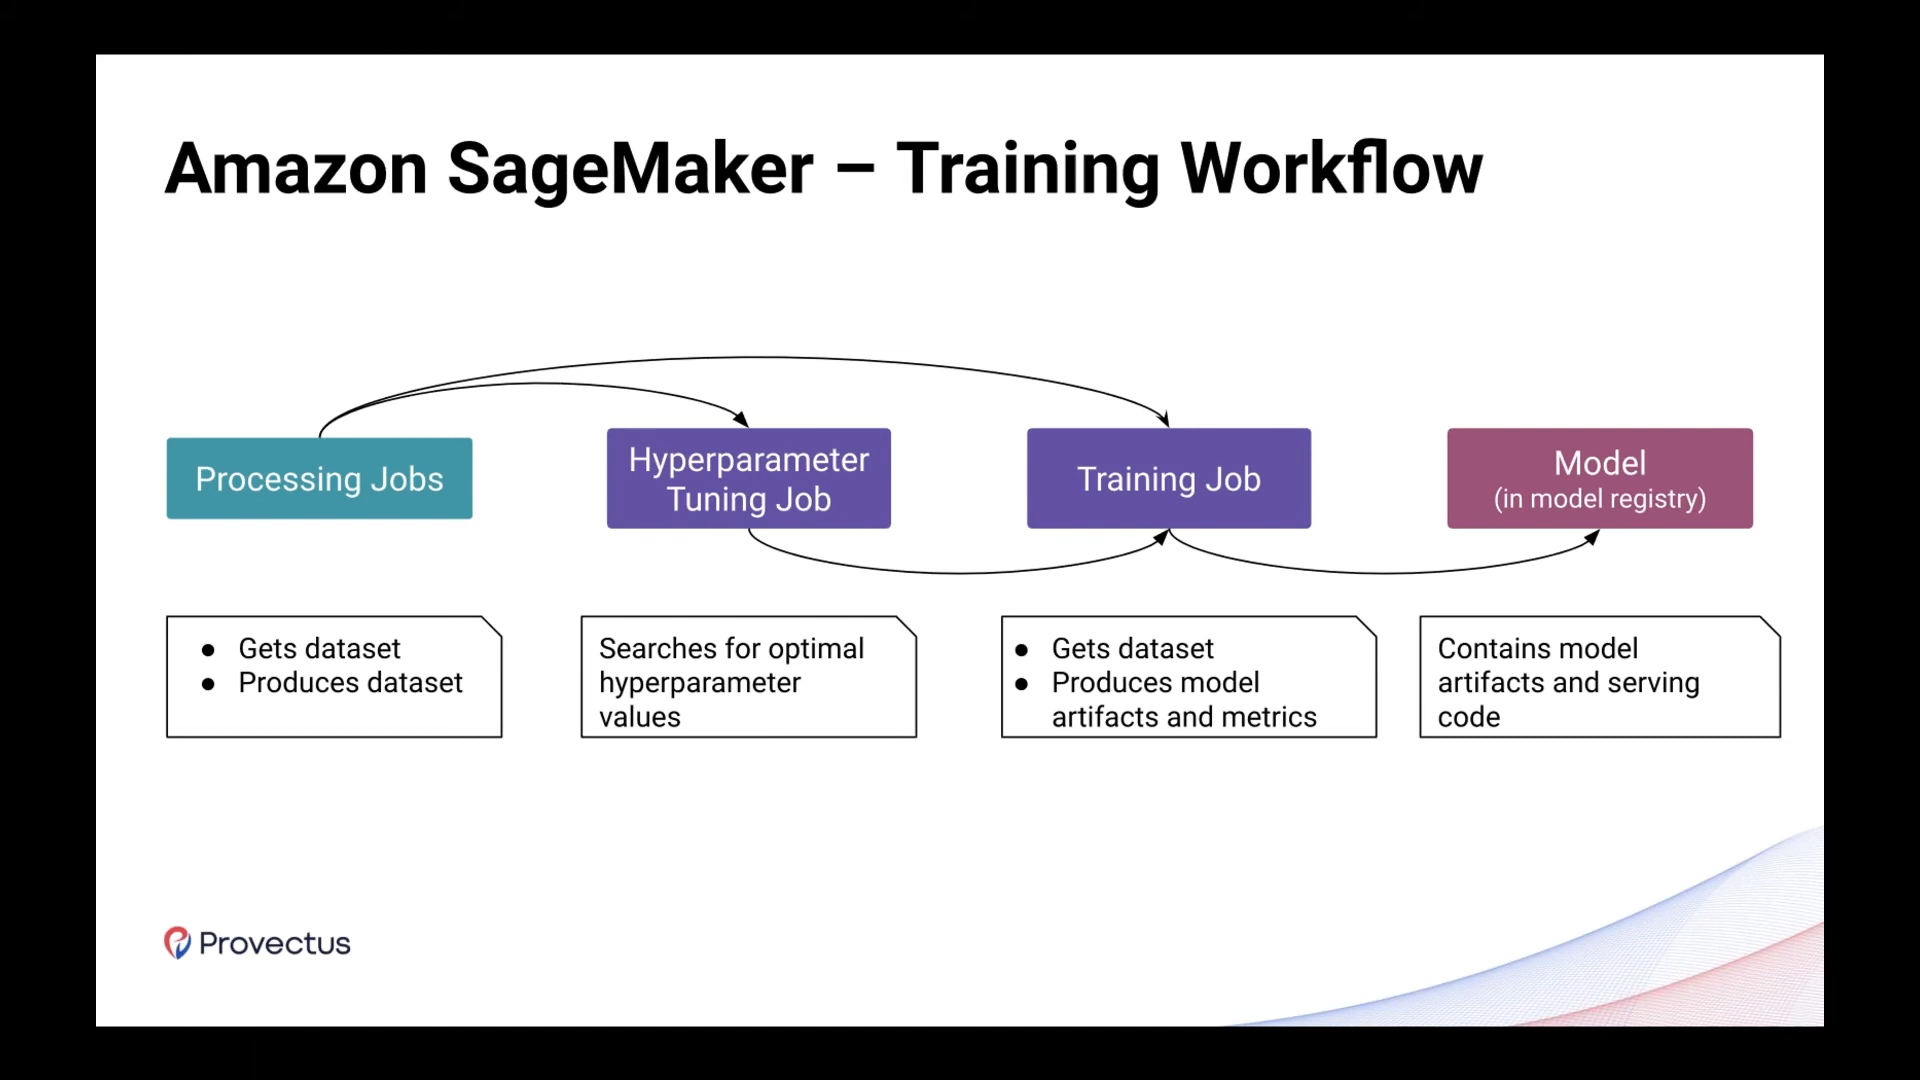 Amazon SageMaker – Training Workflow
Processing Jobs
Hyperparameter
Tuning Job
Training Job
Model
(in model registry)
● Gets dataset
● Produces dataset
Searches for optimal
hyperparameter
values
● Gets dataset
● Produces model
artifacts and metrics
Contains model
artifacts and serving
code
Provectus